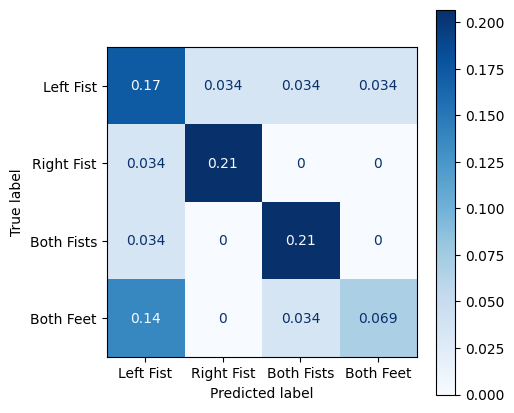 True label
Left Fist 0.17 0.034 0.034 0.034
Right Fist 0.034 0.21 0 0
Both Fists 0.034 0 0.21 0
Both Feet 0.14 0 0.034 0.069
Left Fist Right Fist Both Fists Both Feet
Predicted label
0.200
0.175
0.150
0.125
0.100
0.075
0.050
0.025
0.000